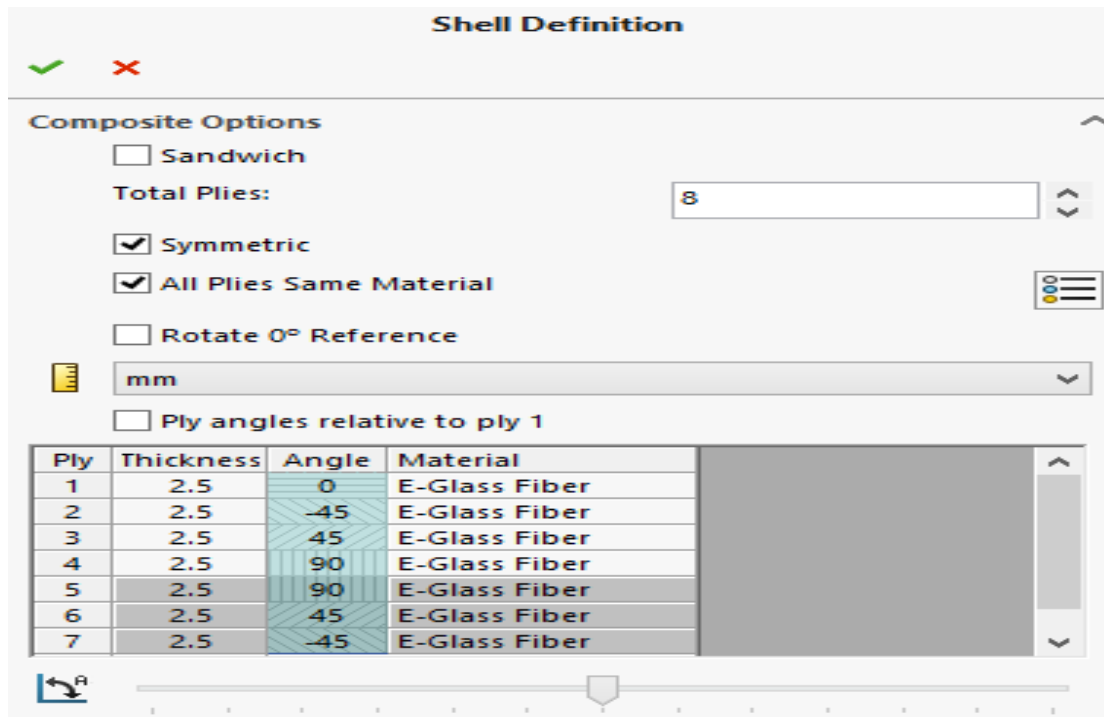 Shell Definition
Composite Options
Sandwich
Total Plies: 8
Symmetric
All Plies Same Material
Rotate 0º Reference
mm
Ply angles relative to ply 1
Ply Thickness Angle Material
1 2.5 0 E-Glass Fiber
2 2.5 -45 E-Glass Fiber
3 2.5 45 E-Glass Fiber
4 2.5 90 E-Glass Fiber
5 2.5 90 E-Glass Fiber
6 2.5 45 E-Glass Fiber
7 2.5 -45 E-Glass Fiber